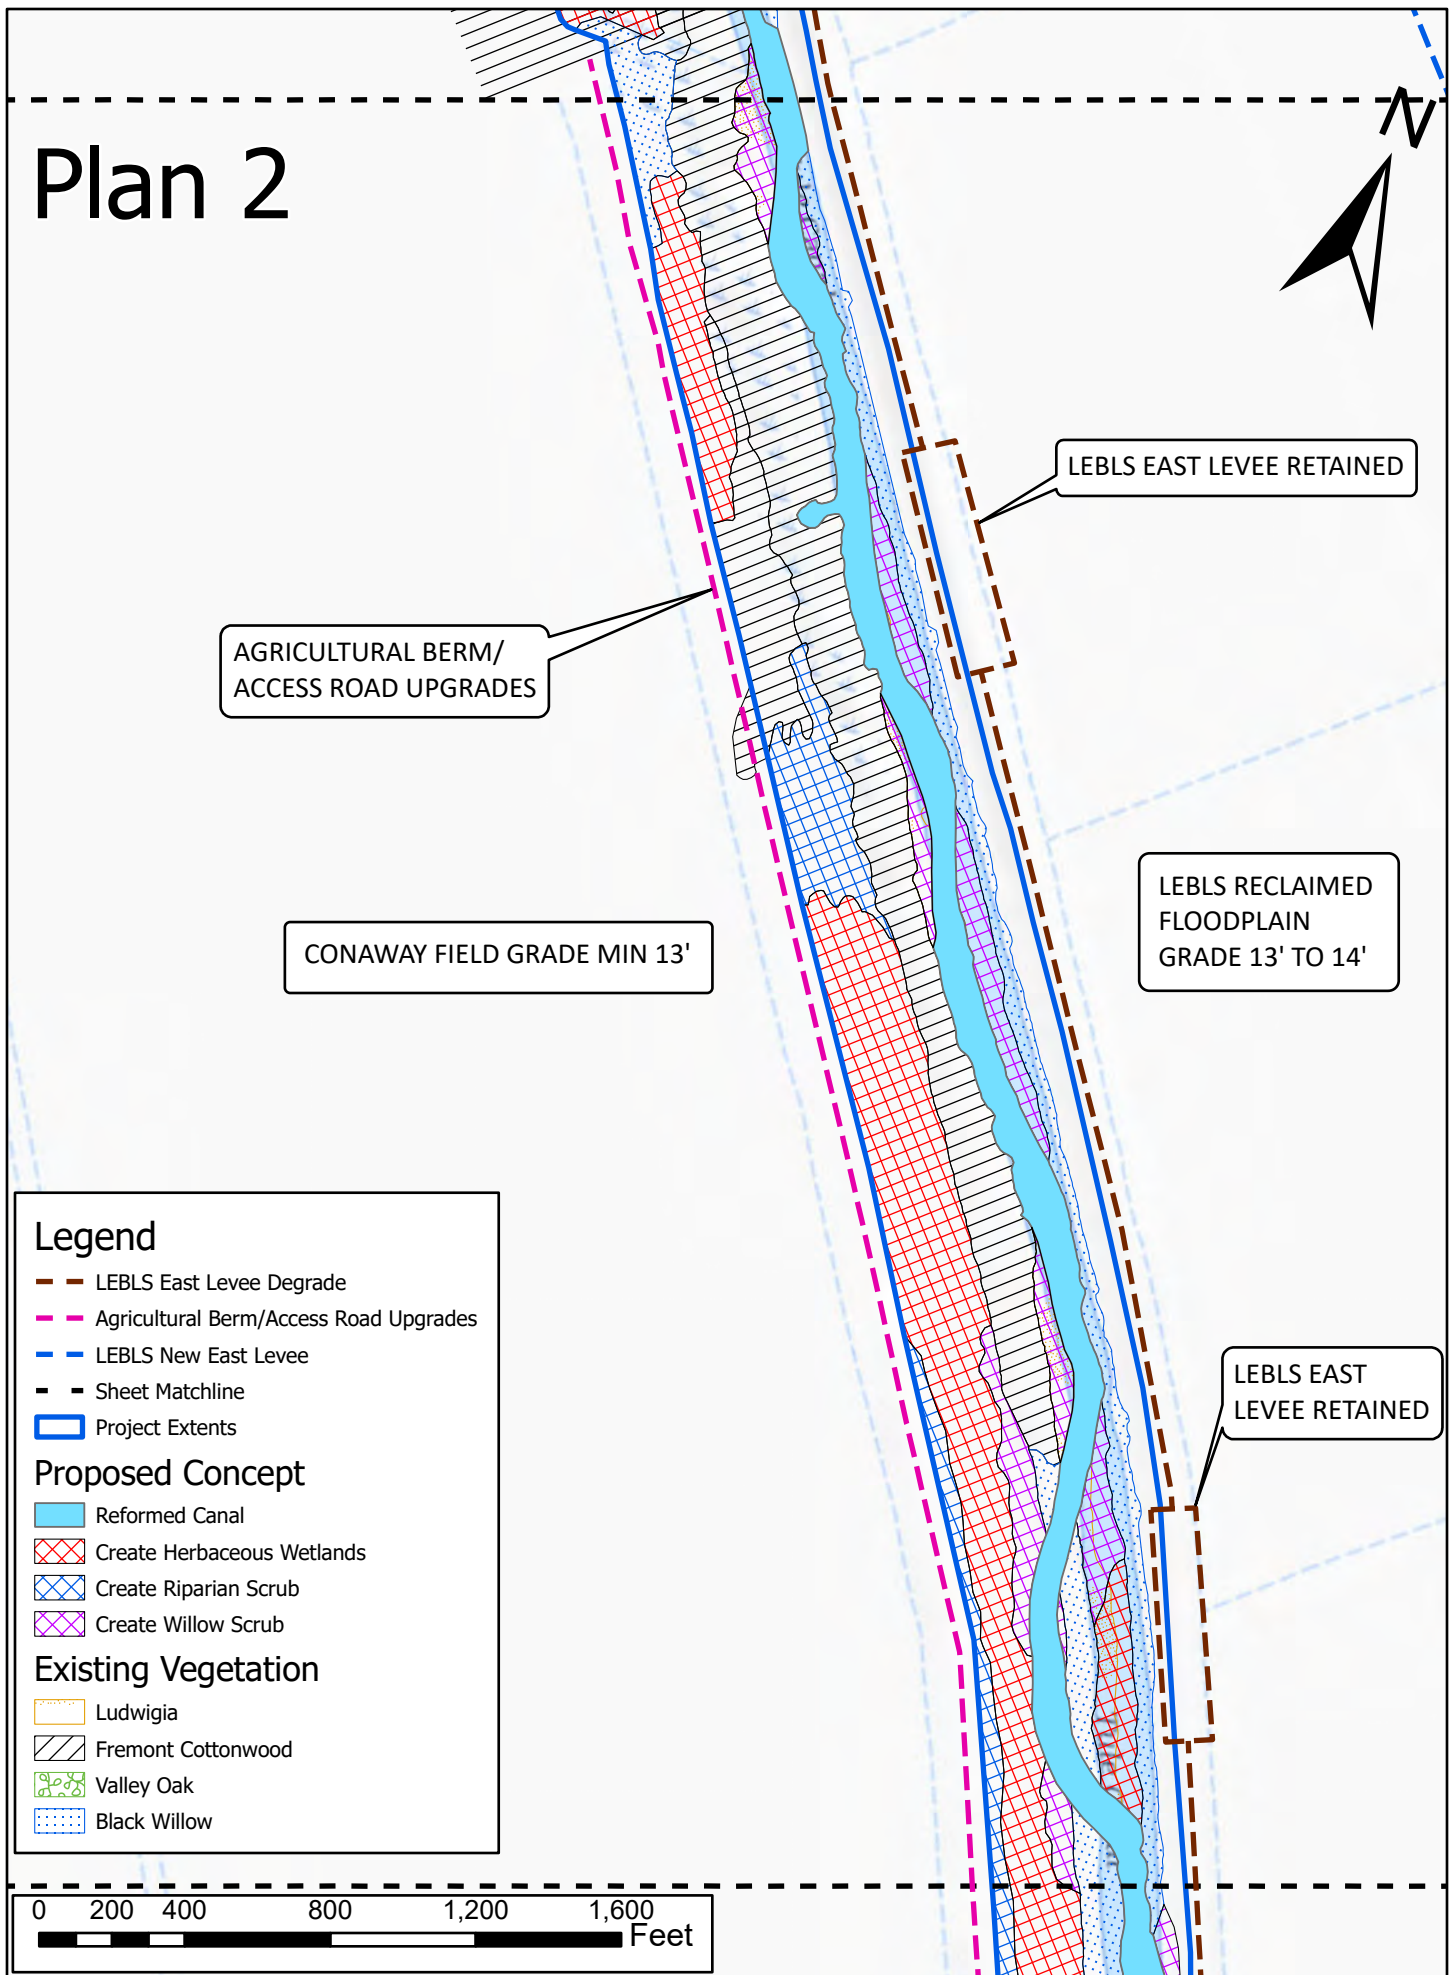 Plan 2
N
LEBLS EAST LEVEE RETAINED
AGRICULTURAL BERM/
ACCESS ROAD UPGRADES
LEBLS RECLAIMED
FLOODPLAIN
GRADE 13' TO 14'
CONAWAY FIELD GRADE MIN 13'
LEBLS EAST
LEVEE RETAINED
Legend
LEBLS East Levee Degrade
Agricultural Berm/Access Road Upgrades
LEBLS New East Levee
Sheet Matchline
Project Extents
Proposed Concept
Reformed Canal
Create Herbaceous Wetlands
Create Riparian Scrub
Create Willow Scrub
Existing Vegetation
Ludwigia
Fremont Cottonwood
Valley Oak
Black Willow
0 200 400 800 1,200 1,600
Feet